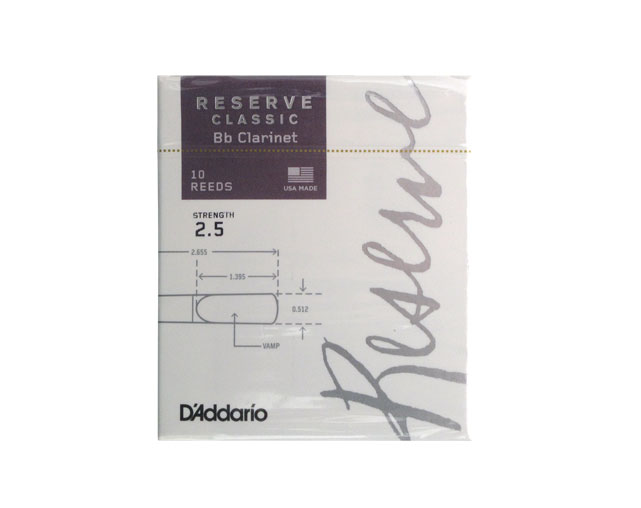 RESERVE
CLASSIC
Bb Clarinet
10
REEDS
USA MADE
STRENGTH
2.5
2.655
1.395
0.512
VAMP
D'Addario
Reserve